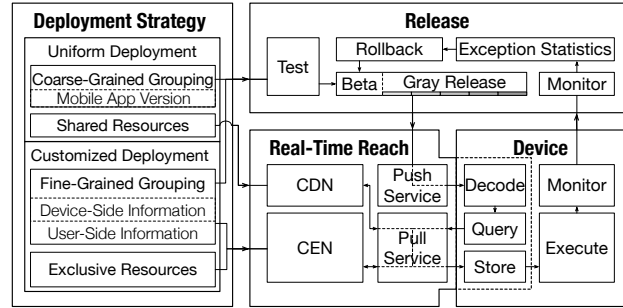 Deployment Strategy
Uniform Deployment
Coarse-Grained Grouping
Mobile App Version
Shared Resources
Customized Deployment
Fine-Grained Grouping
Device-Side Information
User-Side Information
Exclusive Resources
Release
Test
Rollback
Exception Statistics
Beta
Gray Release
Monitor
Real-Time Reach
CDN
CEN
Push
Service
Pull
Service
Device
Decode
Query
Store
Monitor
Execute